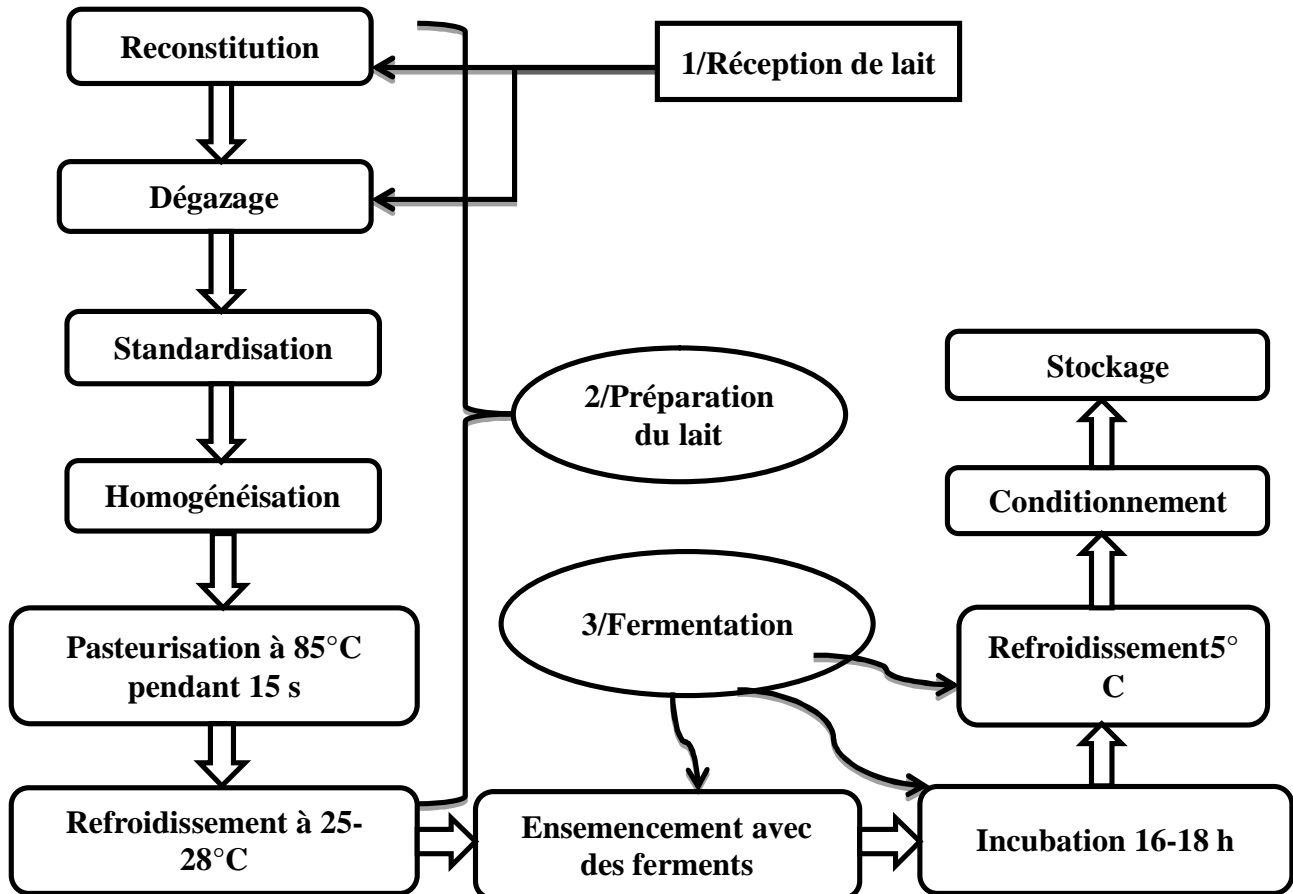 Reconstitution
1/Réception de lait
Dégazage
Standardisation
Homogénéisation
Pasteurisation à 85°C
pendant 15 s
Refroidissement à 25-
28°C
2/Préparation
du lait
3/Fermentation
Ensemencement avec
des ferments
Incubation 16-18 h
Refroidissement5°
C
Conditionnement
Stockage